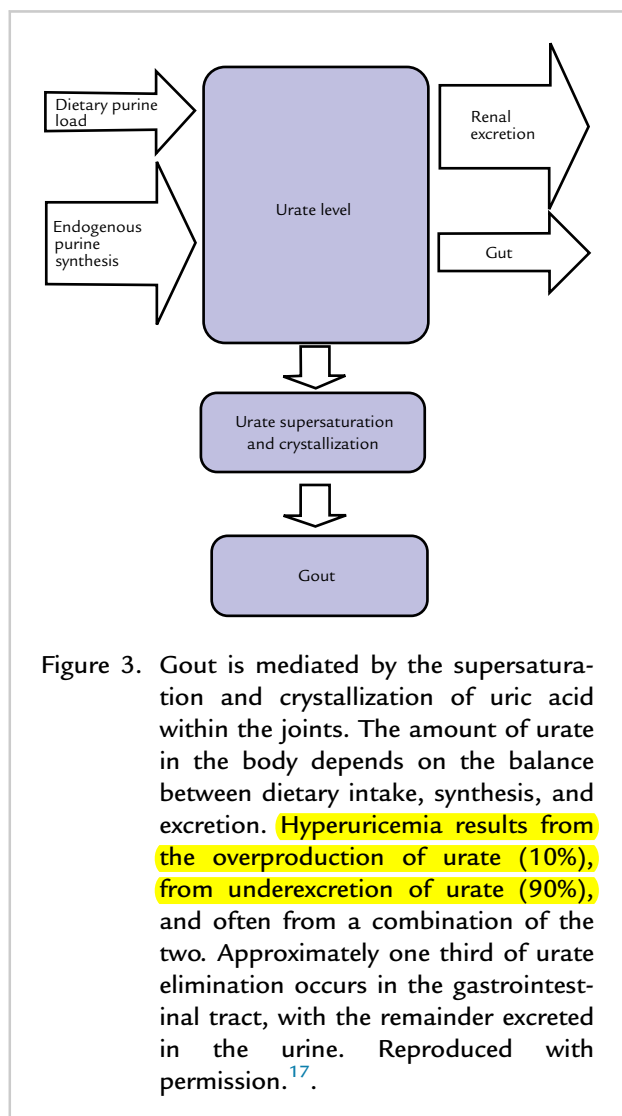 Dietary purine
load
Endogenous
purine
synthesis
Urate level
Renal
excretion
Gut
Urate supersaturation
and crystallization
Gout
Figure 3. Gout is mediated by the supersatura-
tion and crystallization of uric acid
within the joints. The amount of urate
in the body depends on the balance
between dietary intake, synthesis, and
excretion. Hyperuricemia results from
the overproduction of urate (10%),
from underexcretion of urate (90%),
and often from a combination of the
two. Approximately one third of urate
elimination occurs in the gastrointest-
inal tract, with the remainder excreted
in the urine. Reproduced with
permission.17.